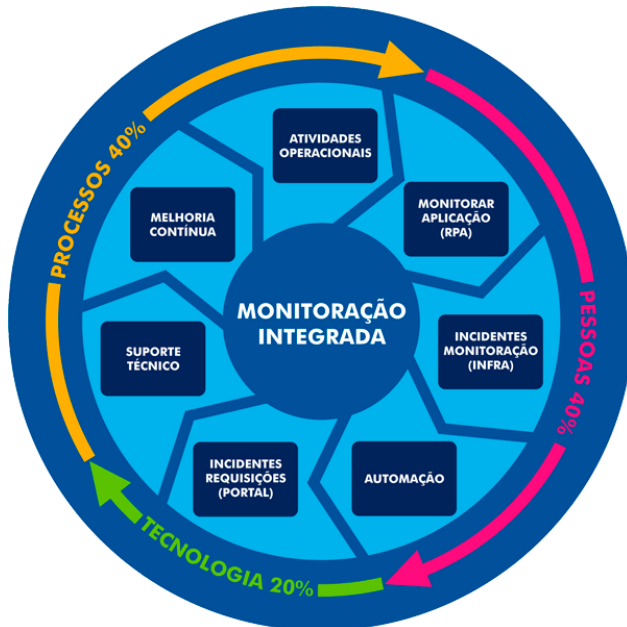 PROCESSOS 40%
PESSOAS 40%
TECNOLOGIA 20%
ATIVIDADES
OPERACIONAIS
MONITORAR
APLICAÇÃO
(RPA)
INCIDENTES
MONITORAÇÃO
(INFRA)
AUTOMAÇÃO
INCIDENTES
REQUISIÇÕES
(PORTAL)
SUPORTE
TÉCNICO
MELHORIA
CONTÍNUA
MONITORAÇÃO
INTEGRADA